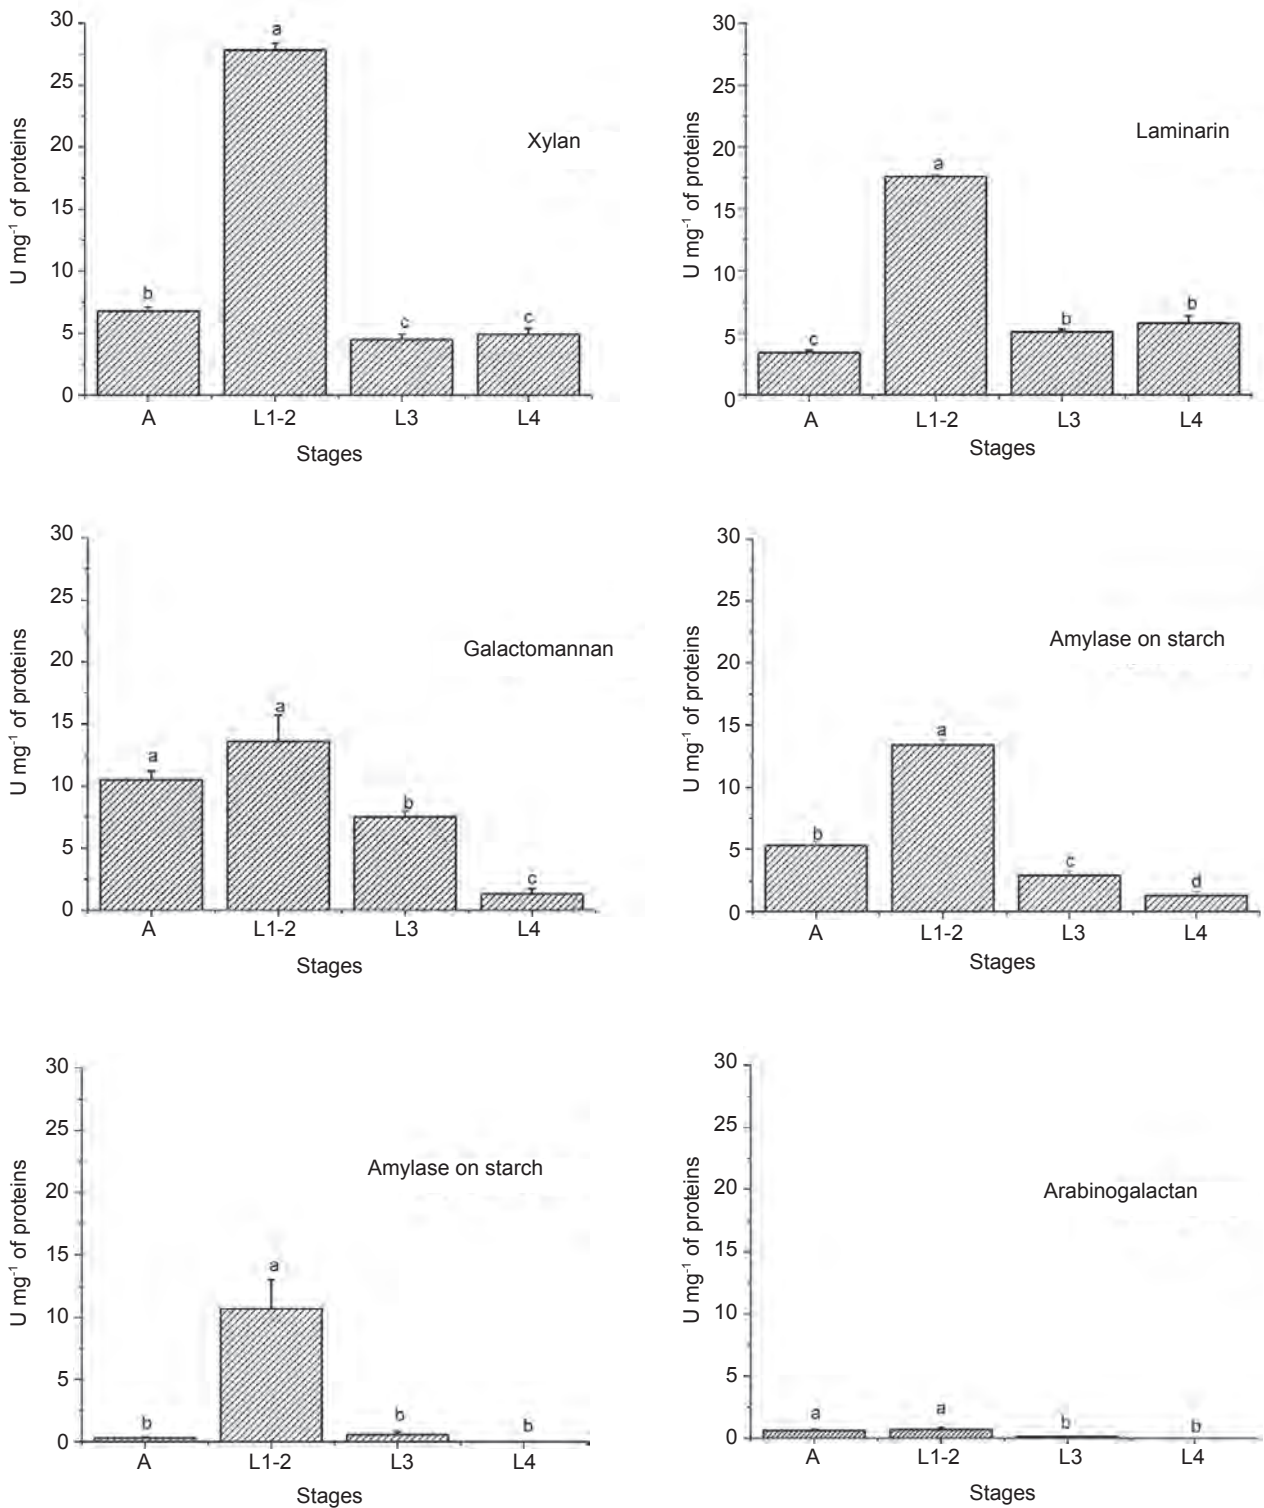 30
25
20
15
10
5
0
U mg⁻¹ of proteins
Xylan
b
a
c
c
A
L1-2
L3
L4
Stages
30
25
20
15
10
5
0
U mg⁻¹ of proteins
Laminarin
c
a
b
b
A
L1-2
L3
L4
Stages
30
25
20
15
10
5
0
U mg⁻¹ of proteins
Galactomannan
a
a
b
c
A
L1-2
L3
L4
Stages
30
25
20
15
10
5
0
U mg⁻¹ of proteins
Amylase on starch
b
a
c
d
A
L1-2
L3
L4
Stages
30
25
20
15
10
5
0
U mg⁻¹ of proteins
Amylase on starch
b
a
b
b
A
L1-2
L3
L4
Stages
30
25
20
15
10
5
0
U mg⁻¹ of proteins
Arabinogalactan
a
a
b
b
A
L1-2
L3
L4
Stages